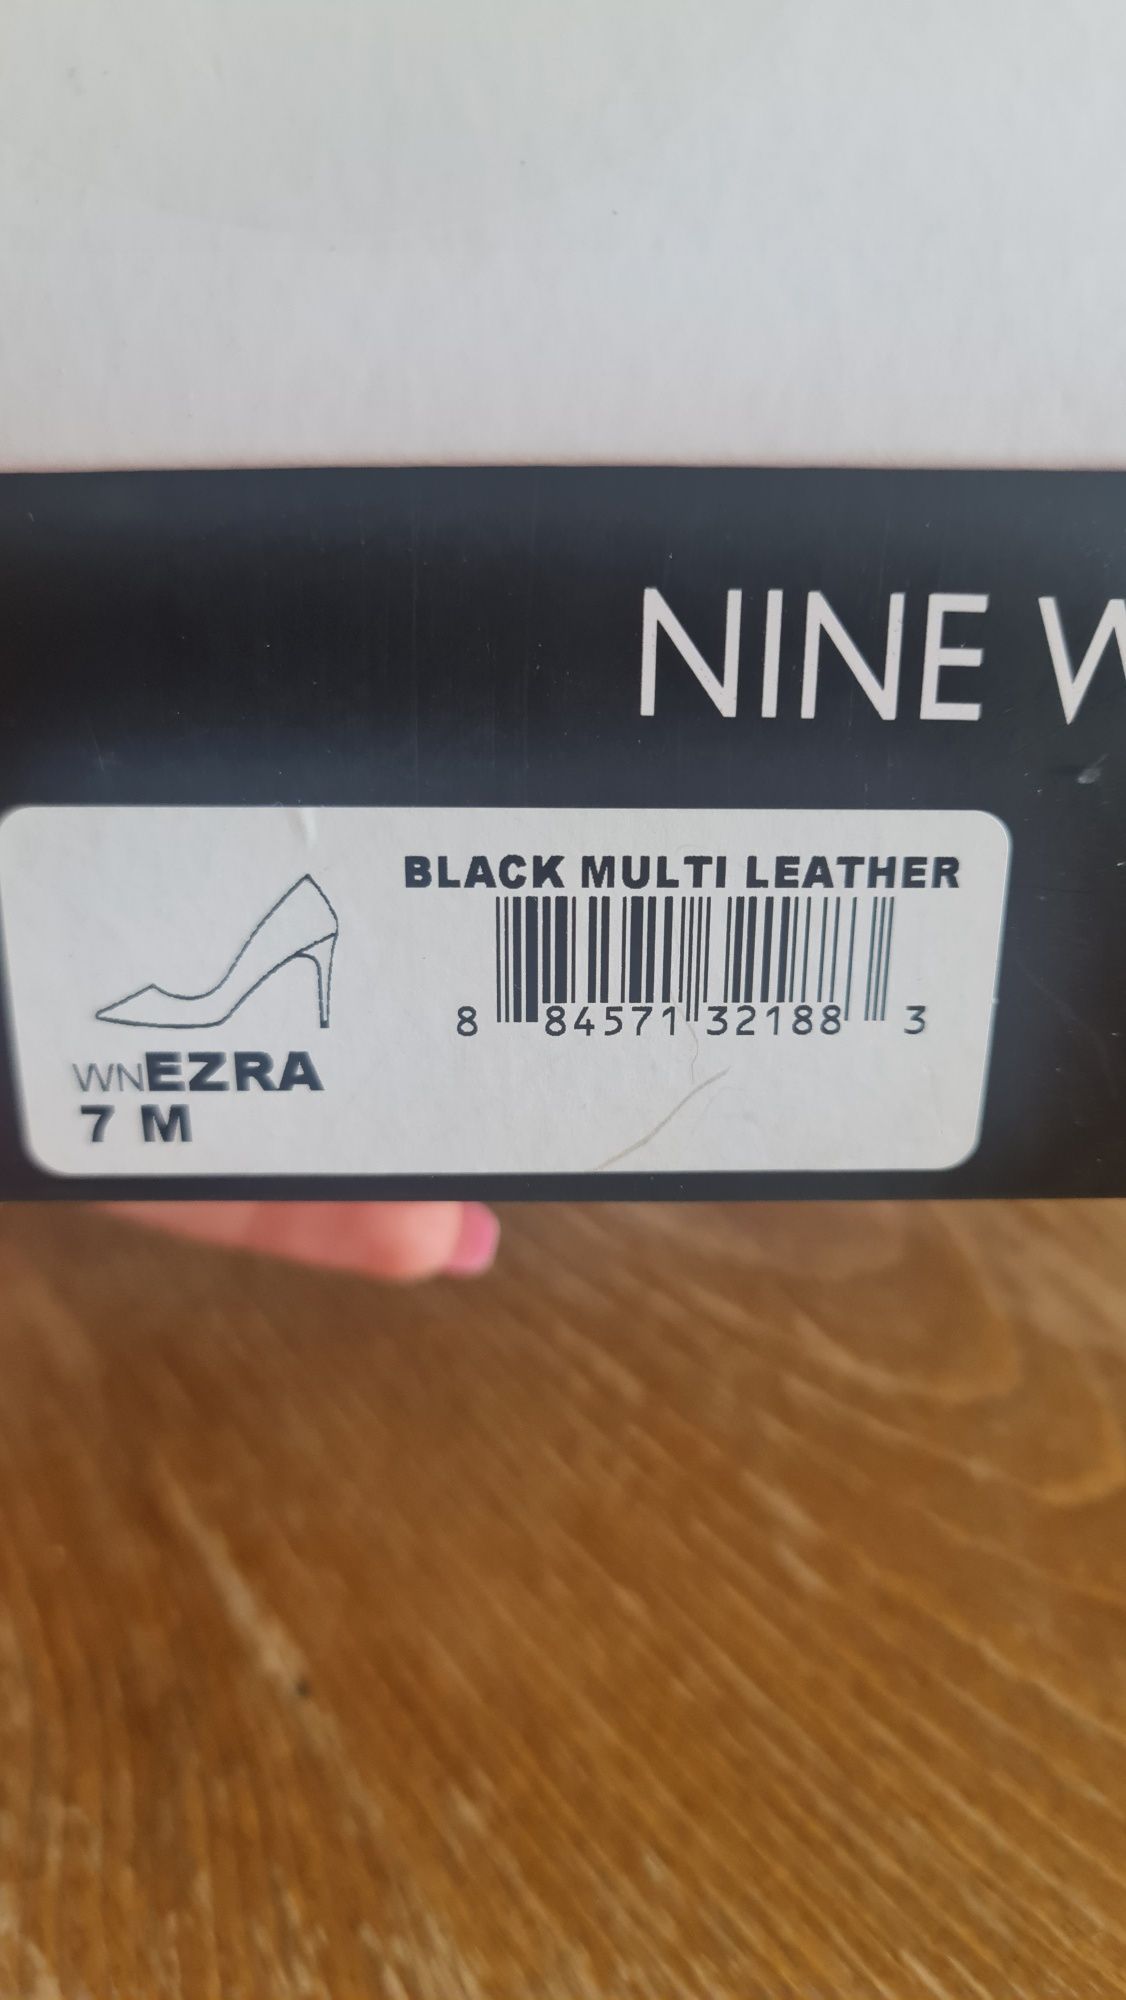 NINE W
BLACK MULTI LEATHER
8 84571 32188 3
WNEZRA
7 M